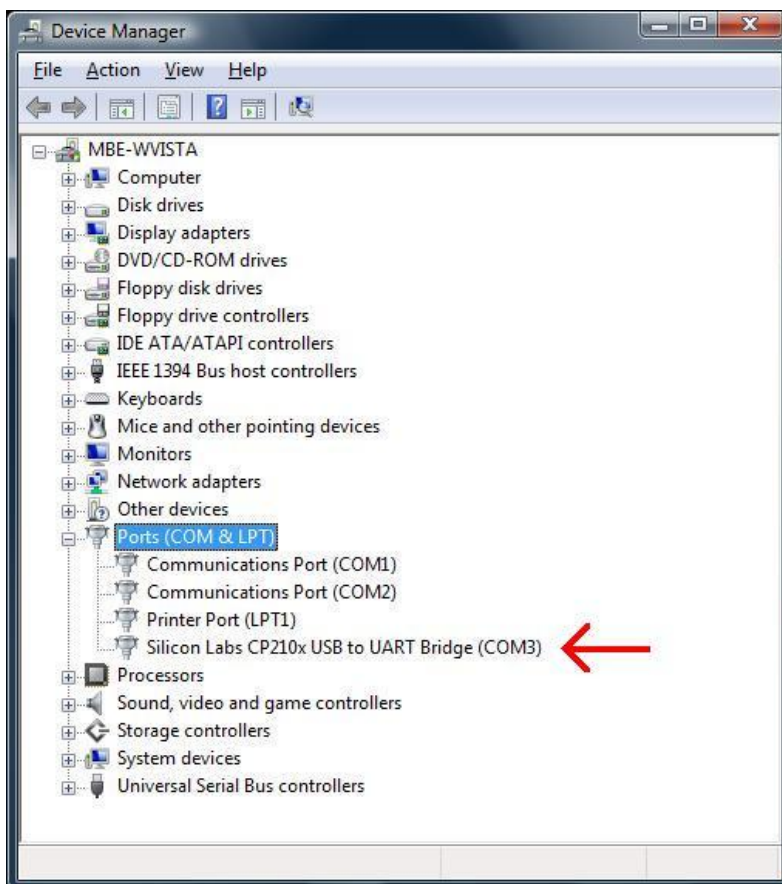 Device Manager
File Action View Help
MBE-WVISTA
Computer
Disk drives
Display adapters
DVD/CD-ROM drives
Floppy disk drives
Floppy drive controllers
IDE ATA/ATAPI controllers
IEEE 1394 Bus host controllers
Keyboards
Mice and other pointing devices
Monitors
Network adapters
Other devices
Ports (COM & LPT)
Communications Port (COM1)
Communications Port (COM2)
Printer Port (LPT1)
Silicon Labs CP210x USB to UART Bridge (COM3)
Processors
Sound, video and game controllers
Storage controllers
System devices
Universal Serial Bus controllers